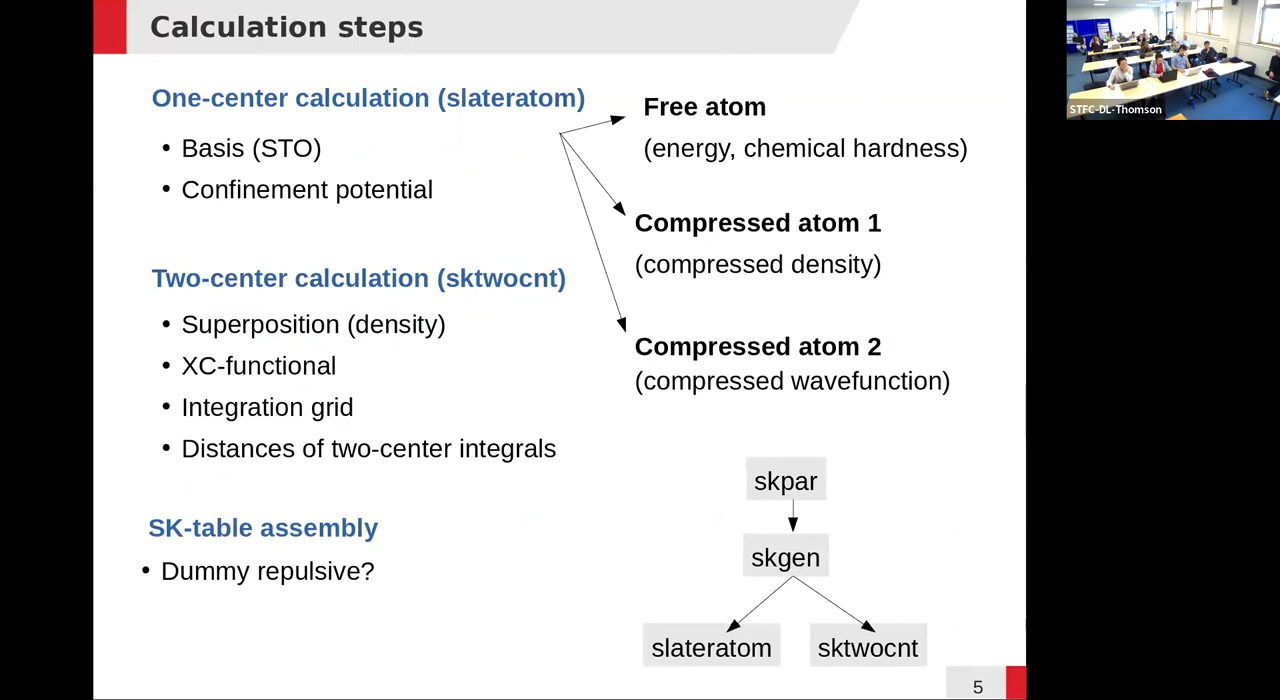 Calculation steps
One-center calculation (slateratom)
• Basis (STO)
• Confinement potential
Two-center calculation (sktwocnt)
• Superposition (density)
• XC-functional
• Integration grid
• Distances of two-center integrals
SK-table assembly
• Dummy repulsive?
Free atom
(energy, chemical hardness)
Compressed atom 1
(compressed density)
Compressed atom 2
(compressed wavefunction)
skpar
skgen
slateratom
sktwocnt
5
STFC-DL-Thomson